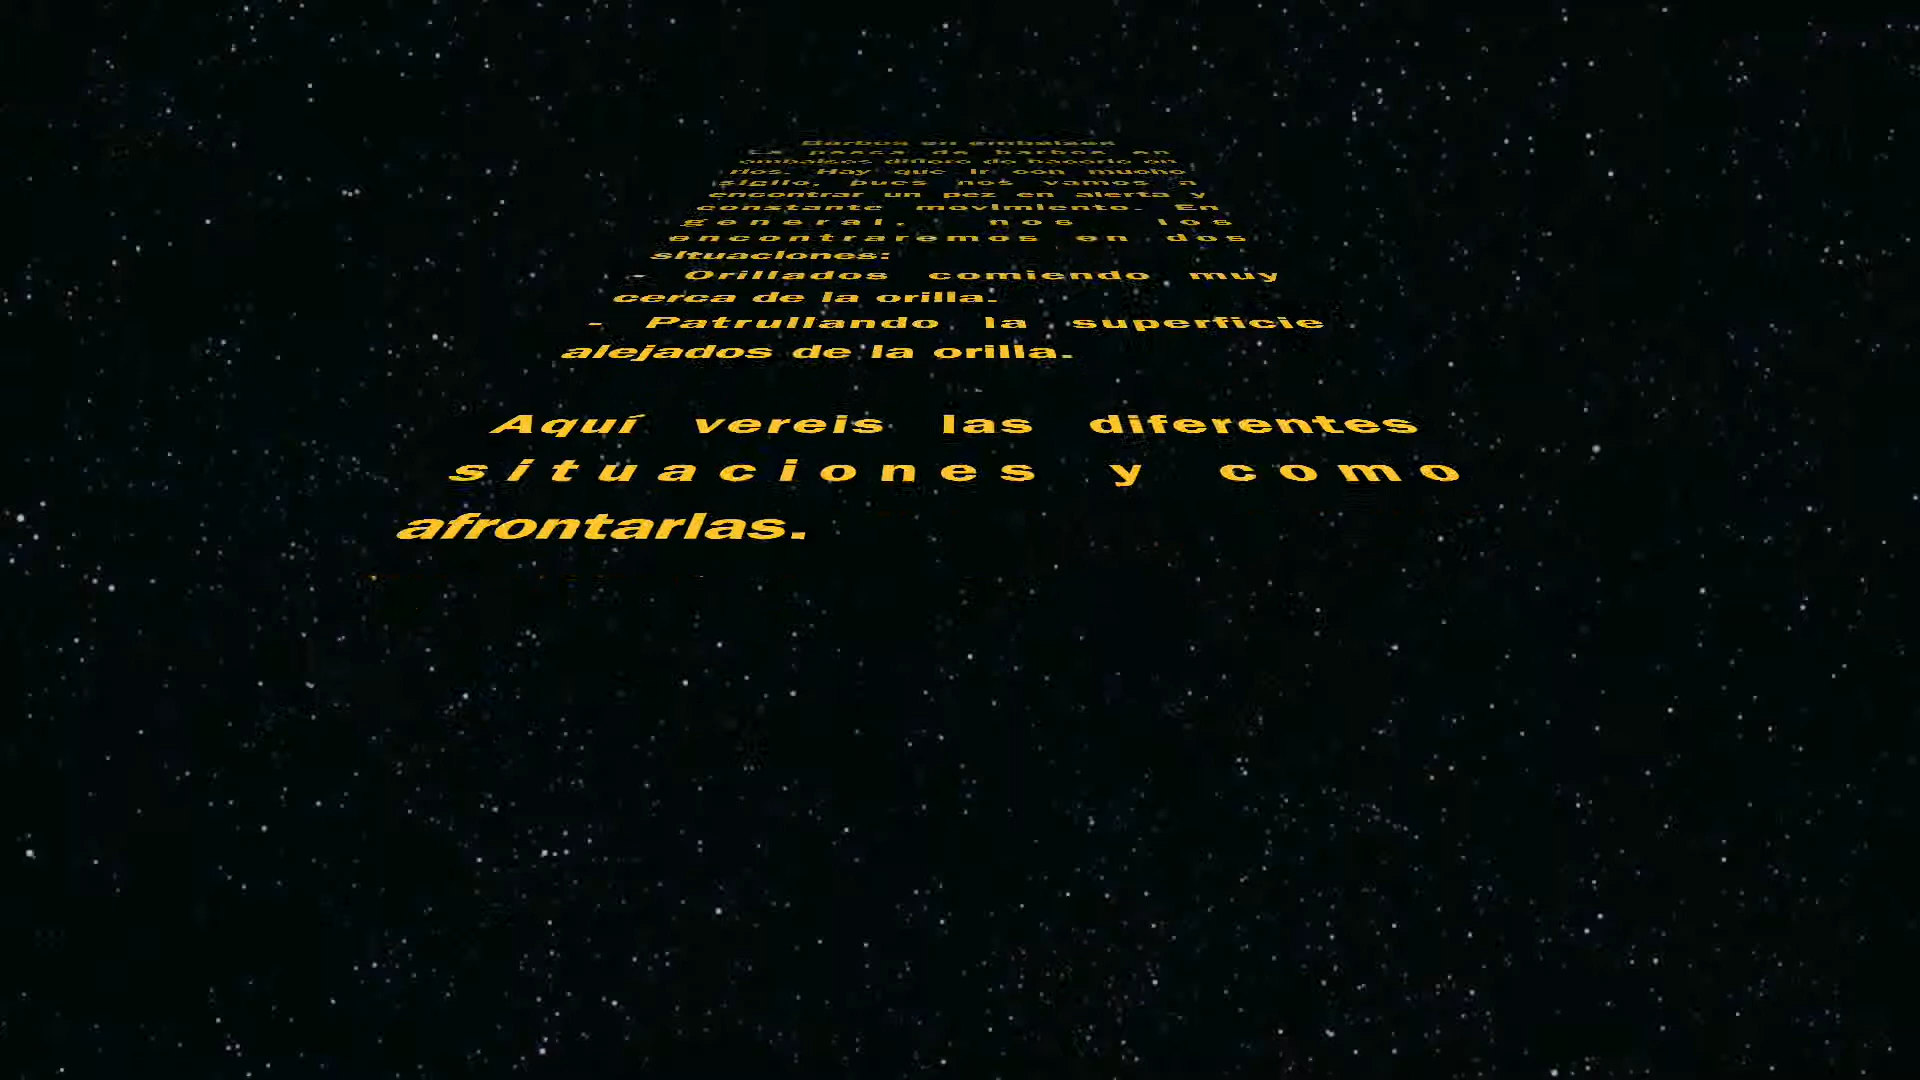 Barbos en embalses
La pesca de barbos en
embalses difiere de hacerlo en
rios. Hay que ir con mucho
sigilo, pues nos vamos a
encontrar un pez en alerta y
constante movimiento. En
general, nos los
encontraremos en dos
situaciones:
- Orillados comiendo muy
cerca de la orilla.
- Patrullando la superficie
alejados de la orilla.
Aquí vereis las diferentes
situaciones y como
afrontarlas.